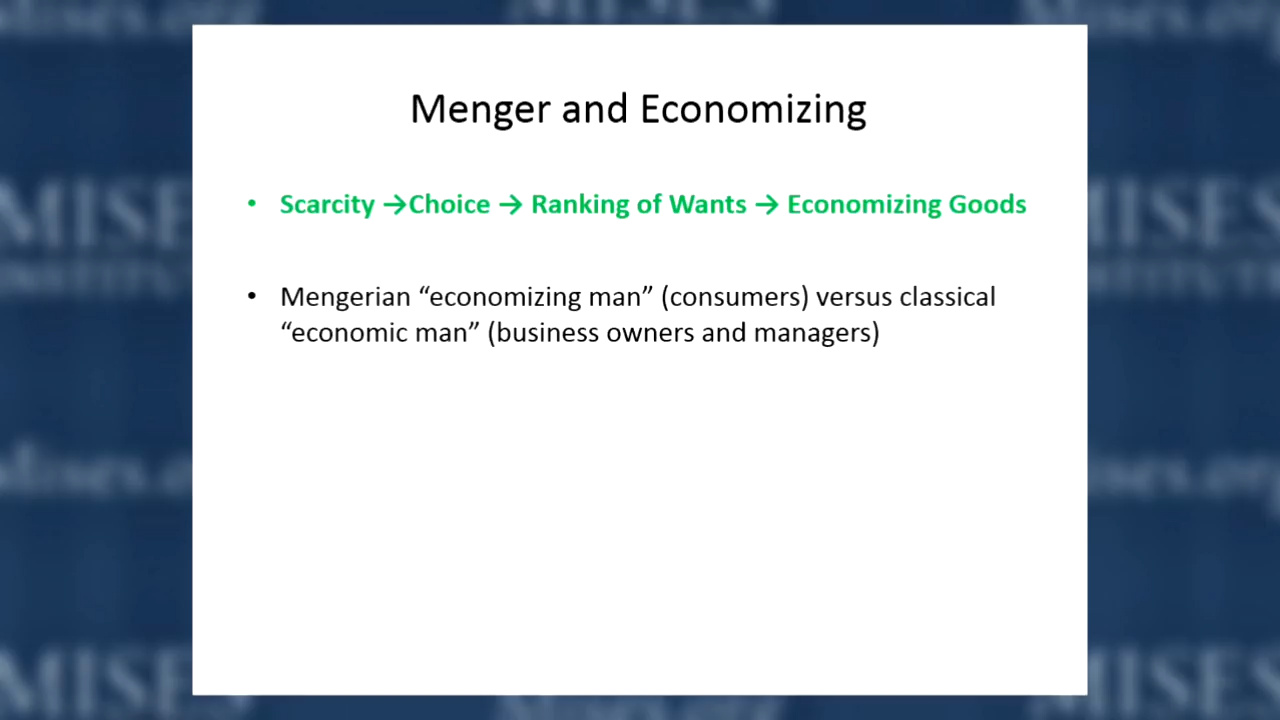 Menger and Economizing
• Scarcity →Choice → Ranking of Wants → Economizing Goods
• Mengerian “economizing man” (consumers) versus classical
“economic man” (business owners and managers)